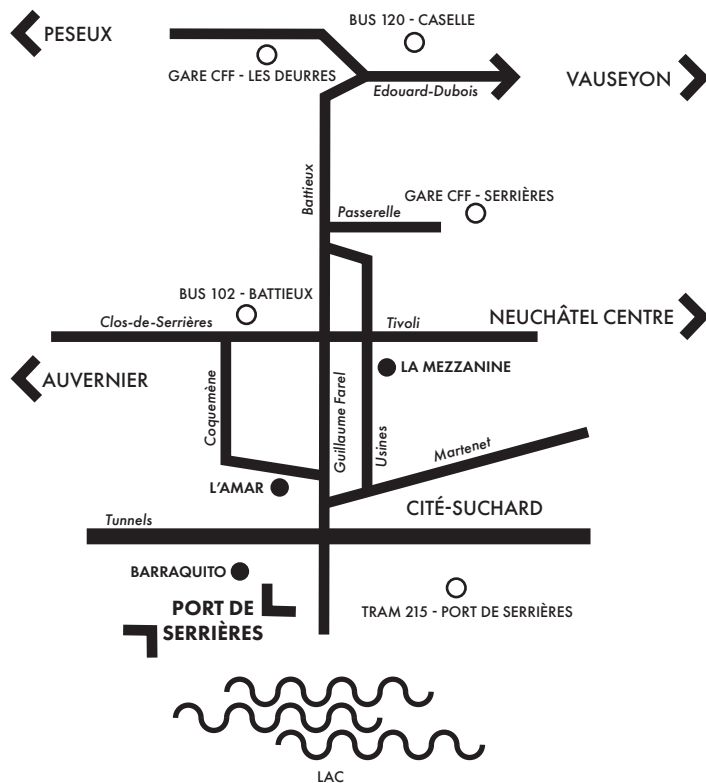 BUS 120 - CASELLE
PESEUX
GARE CFF - LES DEURRES
VAUSEYON
Edouard-Dubois
Battieux
GARE CFF - SERRIÈRES
Passerelle
BUS 102 - BATTIEUX
Clos-de-Serrières
Tivoli
NEUCHÂTEL CENTRE
LA MEZZANINE
AUVERNIER
Coquemène
Guillaume Farel
Usines
Martenet
L'AMAR
CITÉ-SUCHARD
Tunnels
BARRAQUITO
PORT DE
SERRIÈRES
TRAM 215 - PORT DE SERRIÈRES
LAC